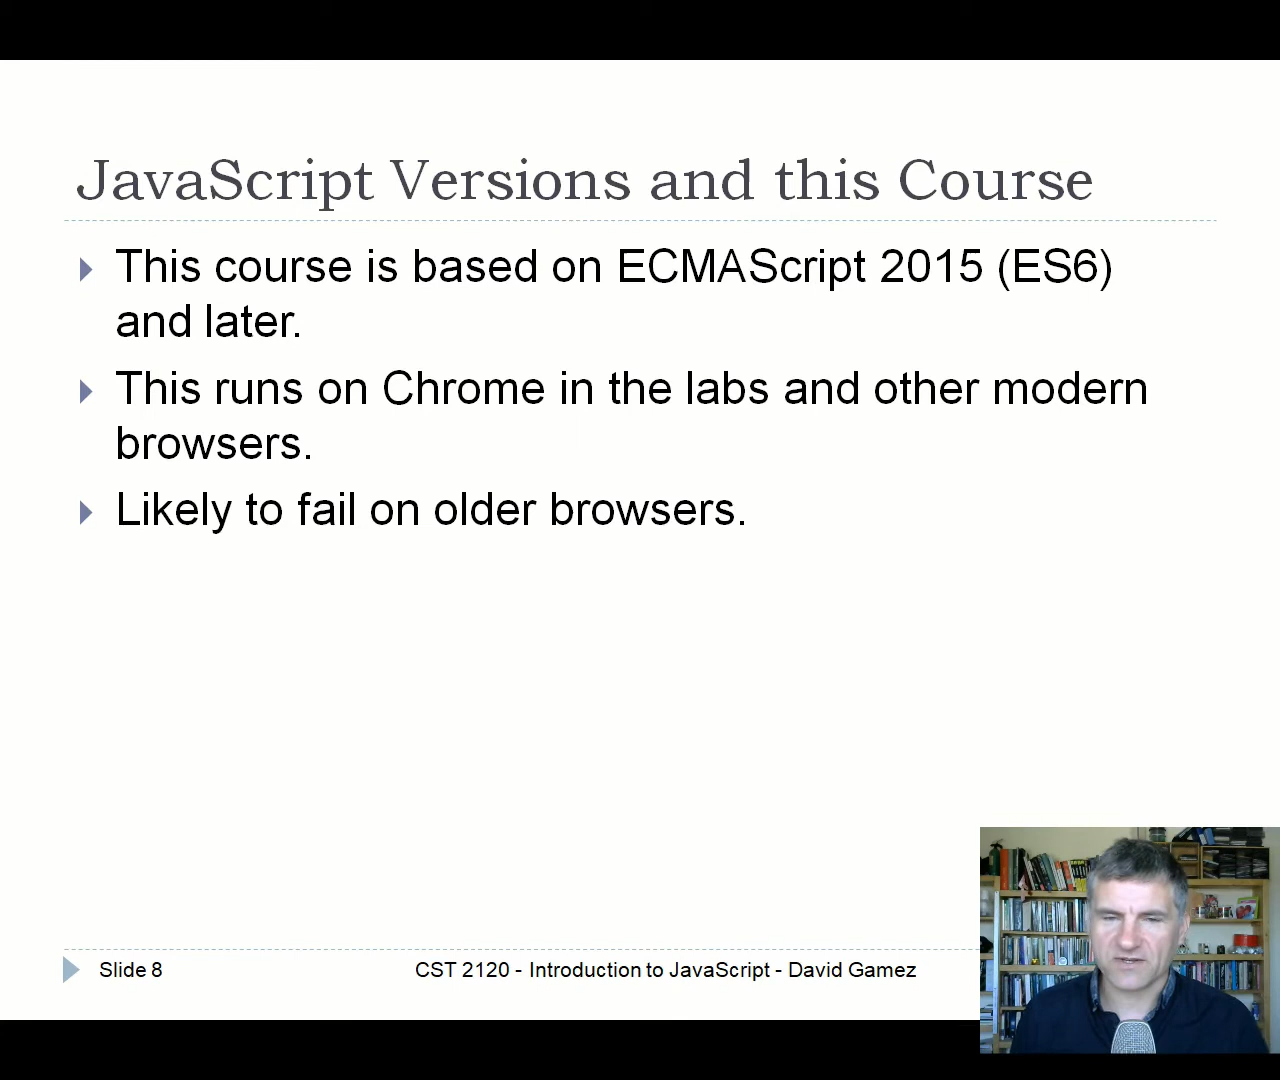 JavaScript Versions and this Course
This course is based on ECMAScript 2015 (ES6)
and later.
This runs on Chrome in the labs and other modern
browsers.
Likely to fail on older browsers.
Slide 8
CST 2120 - Introduction to JavaScript - David Gamez